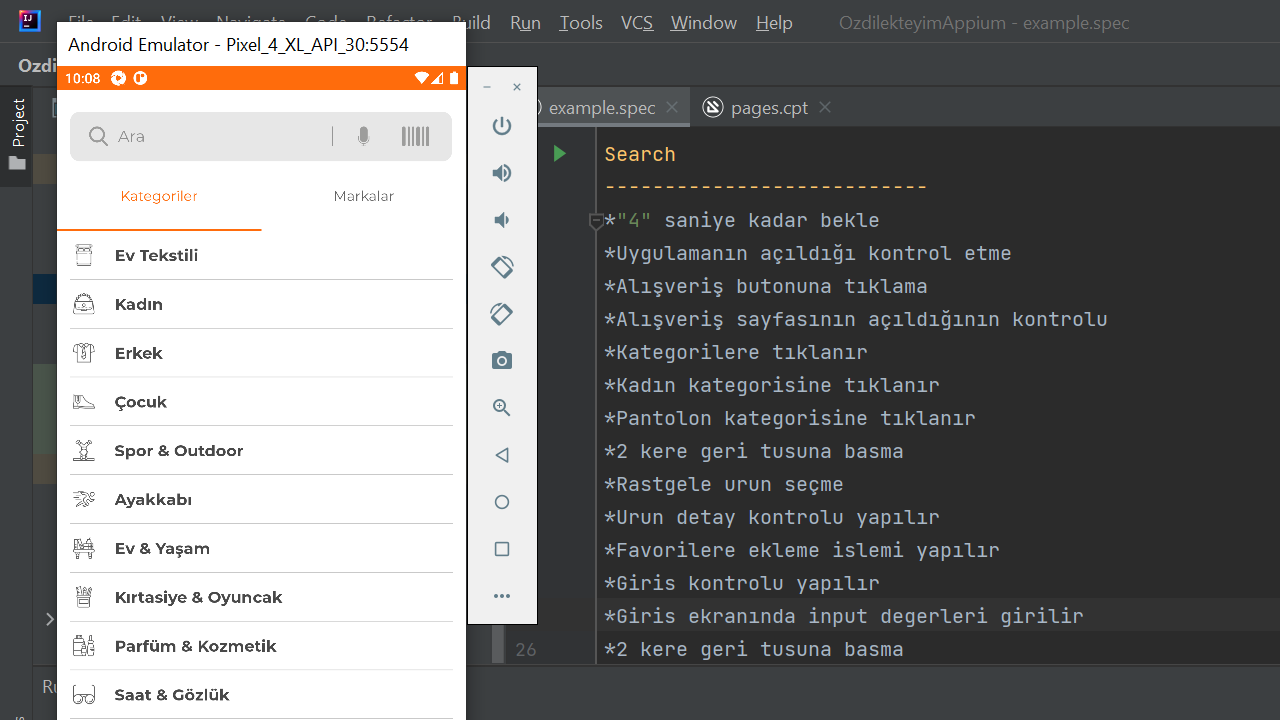 File Edit View Navigate Code Refactor Build Run Tools VCS Window Help OzdilekteyimAppium - example.spec
Android Emulator - Pixel_4_XL_API_30:5554
10:08
Project
example.spec
pages.cpt
Ara
Kategoriler
Markalar
Ev Tekstili
Kadın
Erkek
Çocuk
Spor & Outdoor
Ayakkabı
Ev & Yaşam
Kırtasiye & Oyuncak
Parfüm & Kozmetik
Saat & Gözlük
Search
---------------------------
*"4" saniye kadar bekle
*Uygulamanın açıldığı kontrol etme
*Alışveriş butonuna tıklama
*Alışveriş sayfasının açıldığının kontrolu
*Kategorilere tıklanır
*Kadın kategorisine tıklanır
*Pantolon kategorisine tıklanır
*2 kere geri tusuna basma
*Rastgele urun seçme
*Urun detay kontrolu yapılır
*Favorilere ekleme islemi yapılır
*Giris kontrolu yapılır
*Giris ekranında input degerleri girilir
26 *2 kere geri tusuna basma